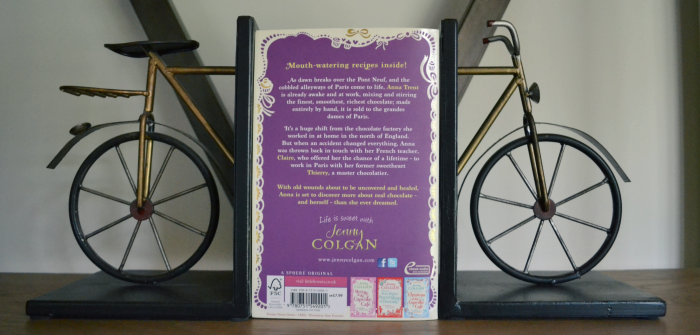 Mouth-watering recipes inside!
As dawn breaks over the Pont Neuf, and the
cobbled alleyways of Paris come to life, Anna Trent
is already awake and at work, mixing and stirring
the finest, smoothest, richest chocolate; made
entirely by hand, it is sold to the grandes
dames of Paris.
It's a huge shift from the chocolate factory she
worked in at home in the north of England.
But when an accident changed everything, Anna
was thrown back in touch with her French teacher,
Claire, who offered her the chance of a lifetime - to
work in Paris with her former sweetheart
Thierry, a master chocolatier.
With old wounds about to be uncovered and healed,
Anna is set to discover more about real chocolate -
and herself - than she ever dreamed.
Life is sweet with
Jenny
COLGAN
www.jennycolgan.com
A SPHERE ORIGINAL
FSC